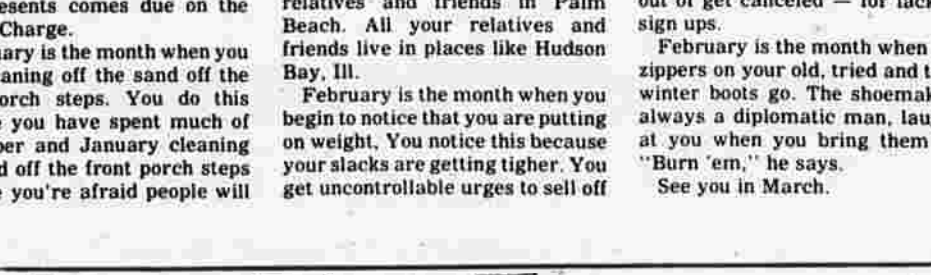 esents comes due on the
Charge.
ary is the month when you
aning off the sand off the
orch steps. You do this
you have spent much of
er and January cleaning
d off the front porch steps
you're afraid people will
relatives and friends in Palm
Beach. All your relatives and
friends live in places like Hudson
Bay, Ill.
February is the month when you
begin to notice that you are putting
on weight. You notice this because
your slacks are getting tigher. You
get uncontrollable urges to sell off
out or get canceled — for lack
sign ups.
February is the month when
zippers on your old, tried and t
winter boots go. The shoemak
always a diplomatic man, lau
at you when you bring them
"Burn 'em," he says.
See you in March.